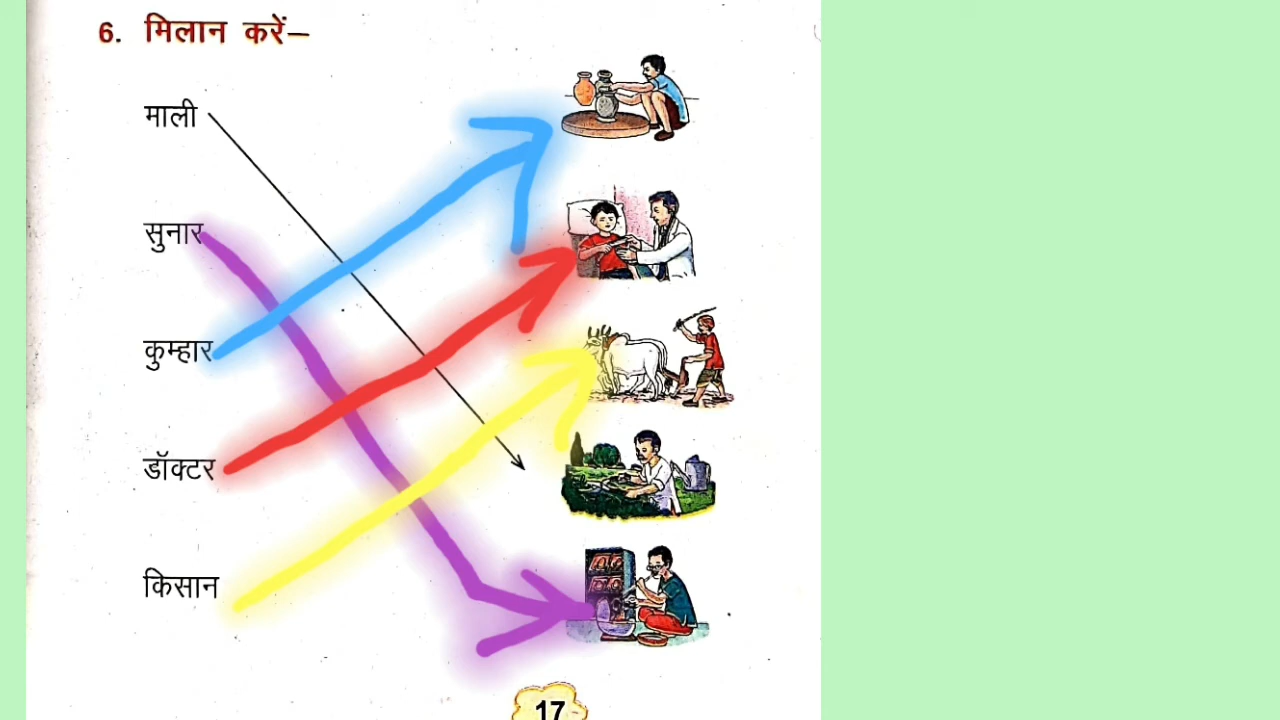 6. मिलान करें–
माली
सुनार
कुम्हार
डॉक्टर
किसान
17